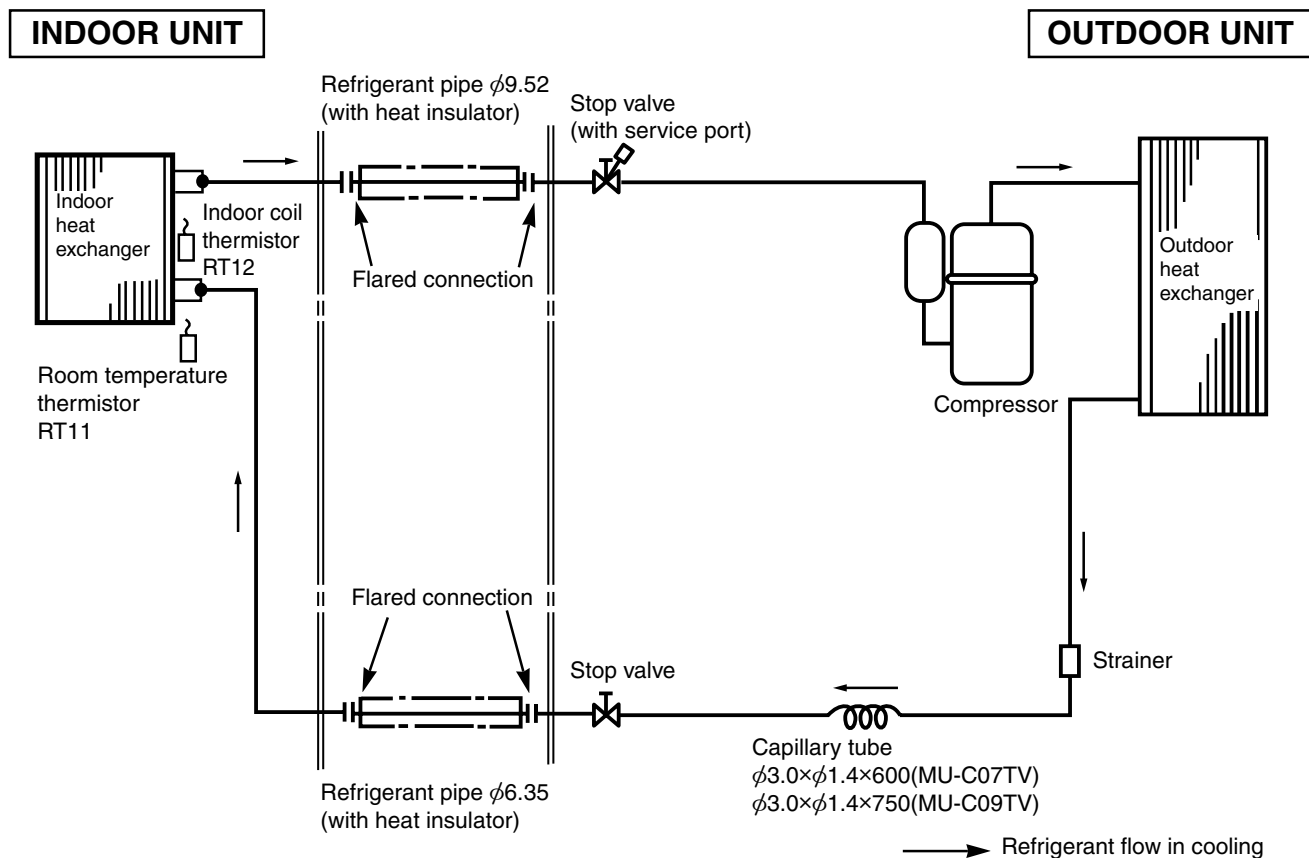 INDOOR UNIT
OUTDOOR UNIT
Refrigerant pipe ϕ9.52
(with heat insulator)
Stop valve
(with service port)
Indoor
heat
exchanger
Indoor coil
thermistor
RT12
Flared connection
Outdoor
heat
exchanger
Room temperature
thermistor
RT11
Compressor
Flared connection
Strainer
Stop valve
Capillary tube
ϕ3.0×ϕ1.4×600(MU-C07TV)
ϕ3.0×ϕ1.4×750(MU-C09TV)
Refrigerant pipe ϕ6.35
(with heat insulator)
Refrigerant flow in cooling